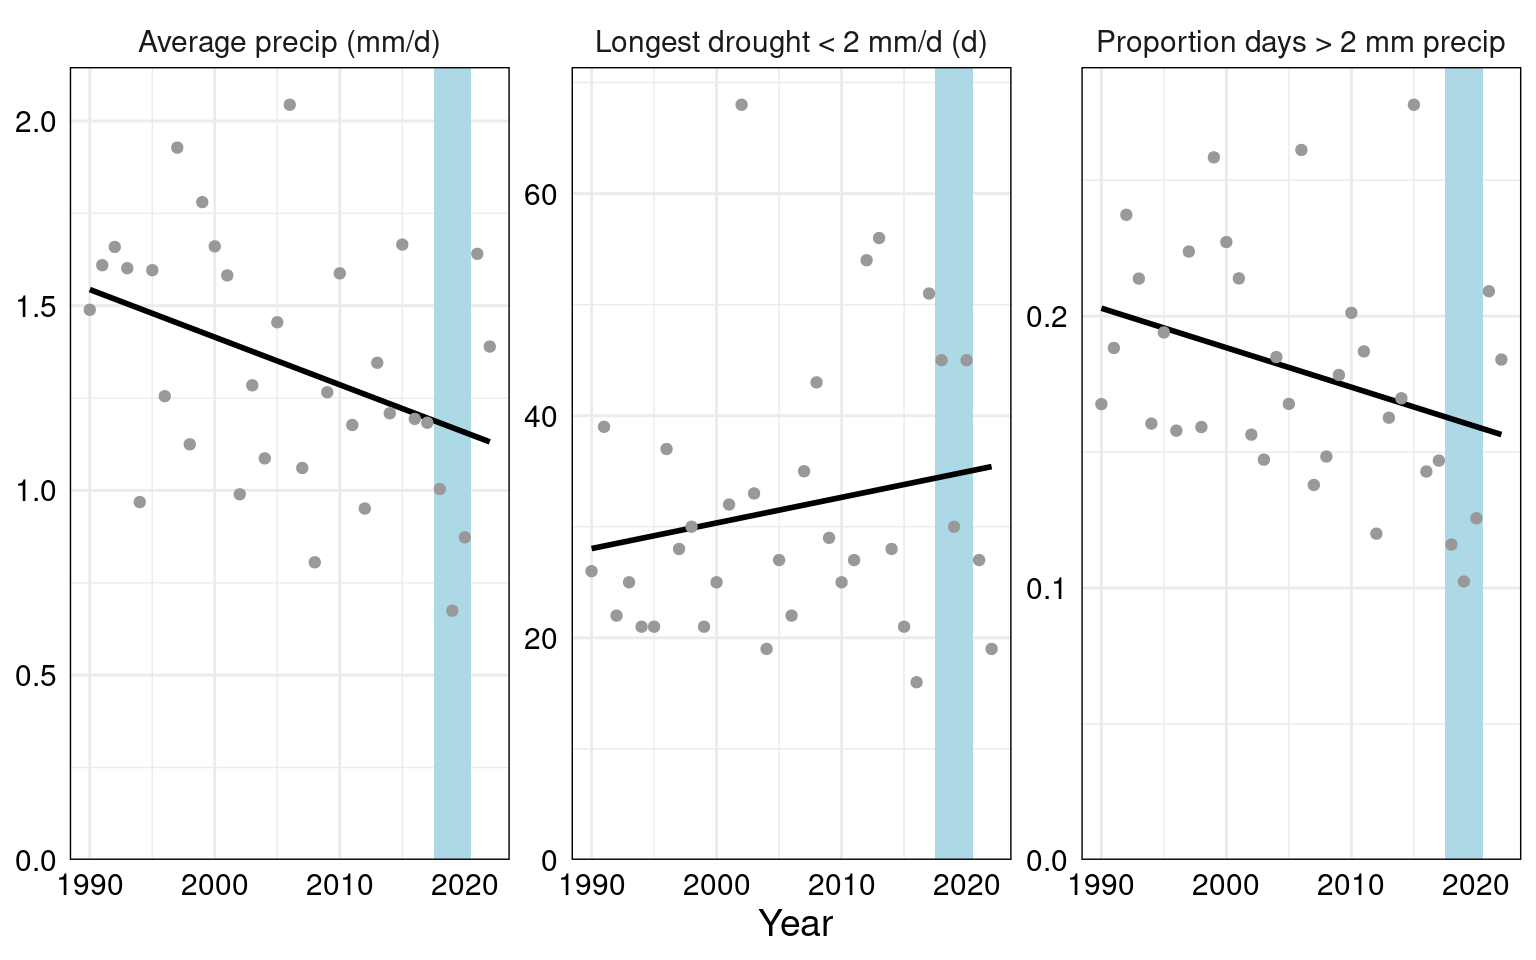 Average precip (mm/d)
Longest drought < 2 mm/d (d)
Proportion days > 2 mm precip
2.0
1.5
1.0
0.5
0.0
60
40
20
0
0.2
0.1
0.0
1990 2000 2010 2020
1990 2000 2010 2020
1990 2000 2010 2020
Year